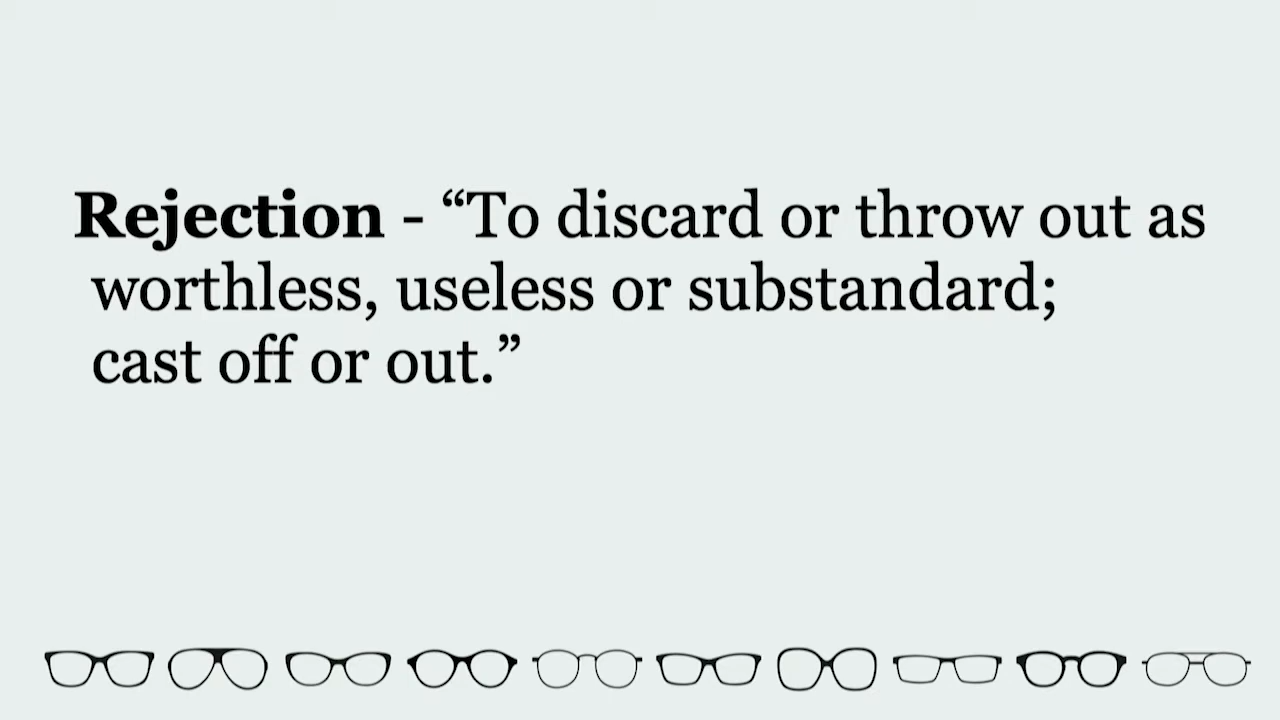 Rejection - “To discard or throw out as
worthless, useless or substandard;
cast off or out.”